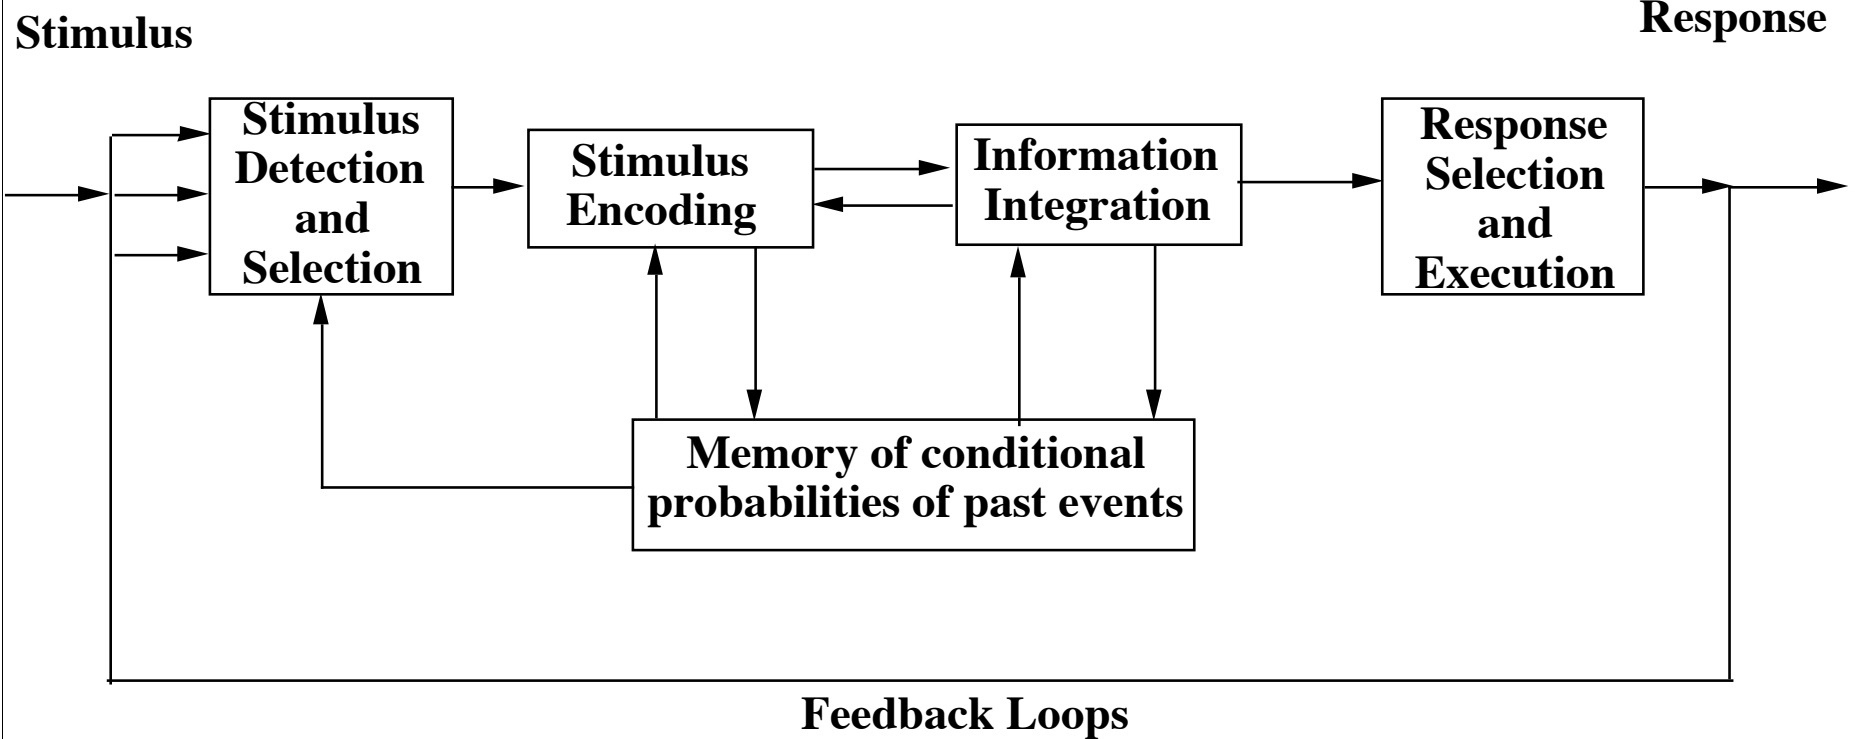 Stimulus
Response
Stimulus
Detection
and
Selection
Stimulus
Encoding
Information
Integration
Response
Selection
and
Execution
Memory of conditional
probabilities of past events
Feedback Loops